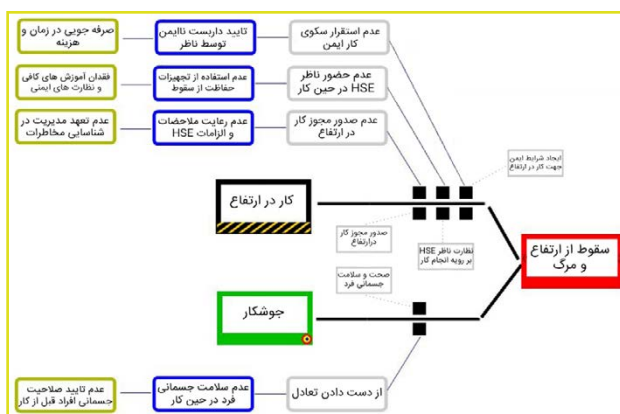 عدم استقرار سکوی
کار ایمن
تایید داربست ناایمن
توسط ناظر
صرفه جویی در زمان و
هزینه
عدم حضور ناظر
HSE در حین کار
عدم استفاده از تجهیزات
حفاظت از سقوط
فقدان آموزش های کافی
و نظارت های ایمنی
عدم صدور مجوز کار
در ارتفاع
عدم رعایت ملاحضات
و الزامات HSE
عدم تعهد مدیریت در
شناسایی مخاطرات
ایجاد شرایط ایمن
جهت کار در ارتفاع
کار در ارتفاع
صدور مجوز کار
درارتفاع
نظارت ناظر HSE
بر رویه انجام کار
سقوط از ارتفاع
و مرگ
صحت و سلامت
جسمانی فرد
جوشکار
از دست دادن تعادل
عدم سلامت جسمانی
فرد در حین کار
عدم تایید صلاحیت
جسمانی افراد قبل از کار